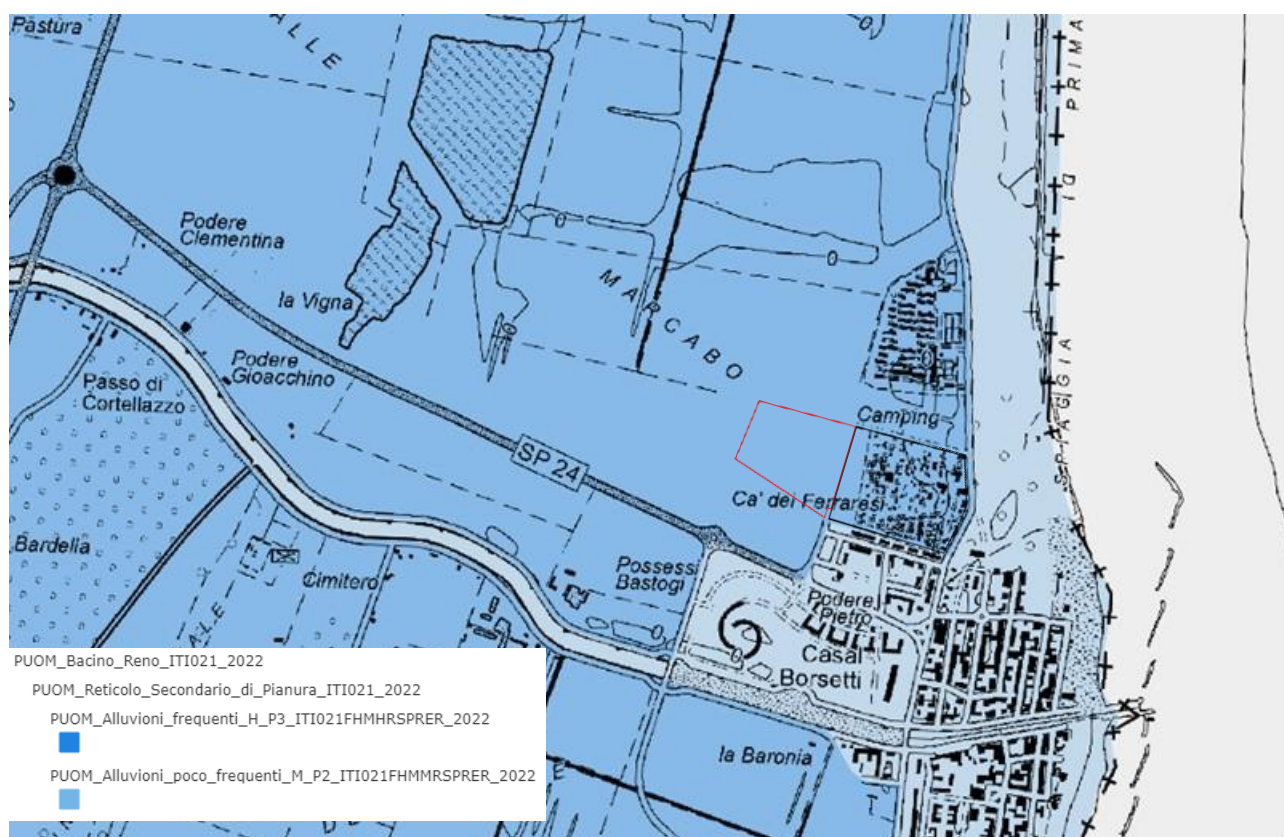 Pastura
ALLE
LA PRIMA
SPIAGGIA
Podere
Clementina
la Vigna
MARCABO
Podere
Gioacchino
Passo di
Cortellazzo
Camping
SP 24
Ca' dei Ferraresi
Bardella
Cimitero
Possessi
Bastogi
Podere
Pietro
Casal
Borsetti
la Baronia
PUOM_Bacino_Reno_ITI021_2022
PUOM_Reticolo_Secondario_di_Pianura_ITI021_2022
PUOM_Alluvioni_frequenti_H_P3_ITI021FHMHRSPRER_2022
PUOM_Alluvioni_poco_frequenti_M_P2_ITI021FHMMRSPRER_2022